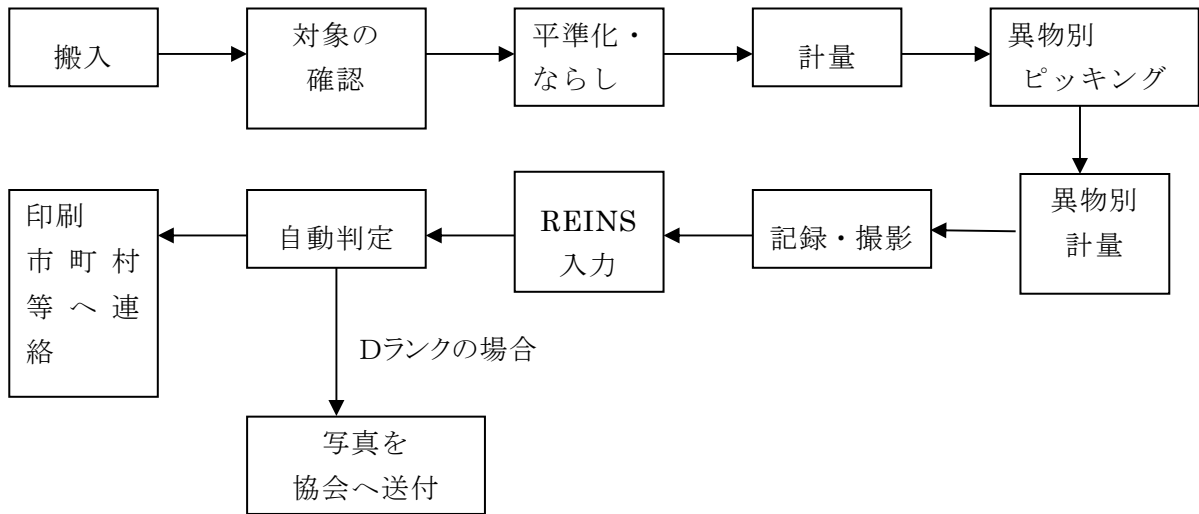 搬入
対象の
確認
平準化・
ならし
計量
異物別
ピッキング
異物別
計量
記録・撮影
REINS
入力
自動判定
印刷
市町村
等へ連
絡
Dランクの場合
写真を
協会へ送付